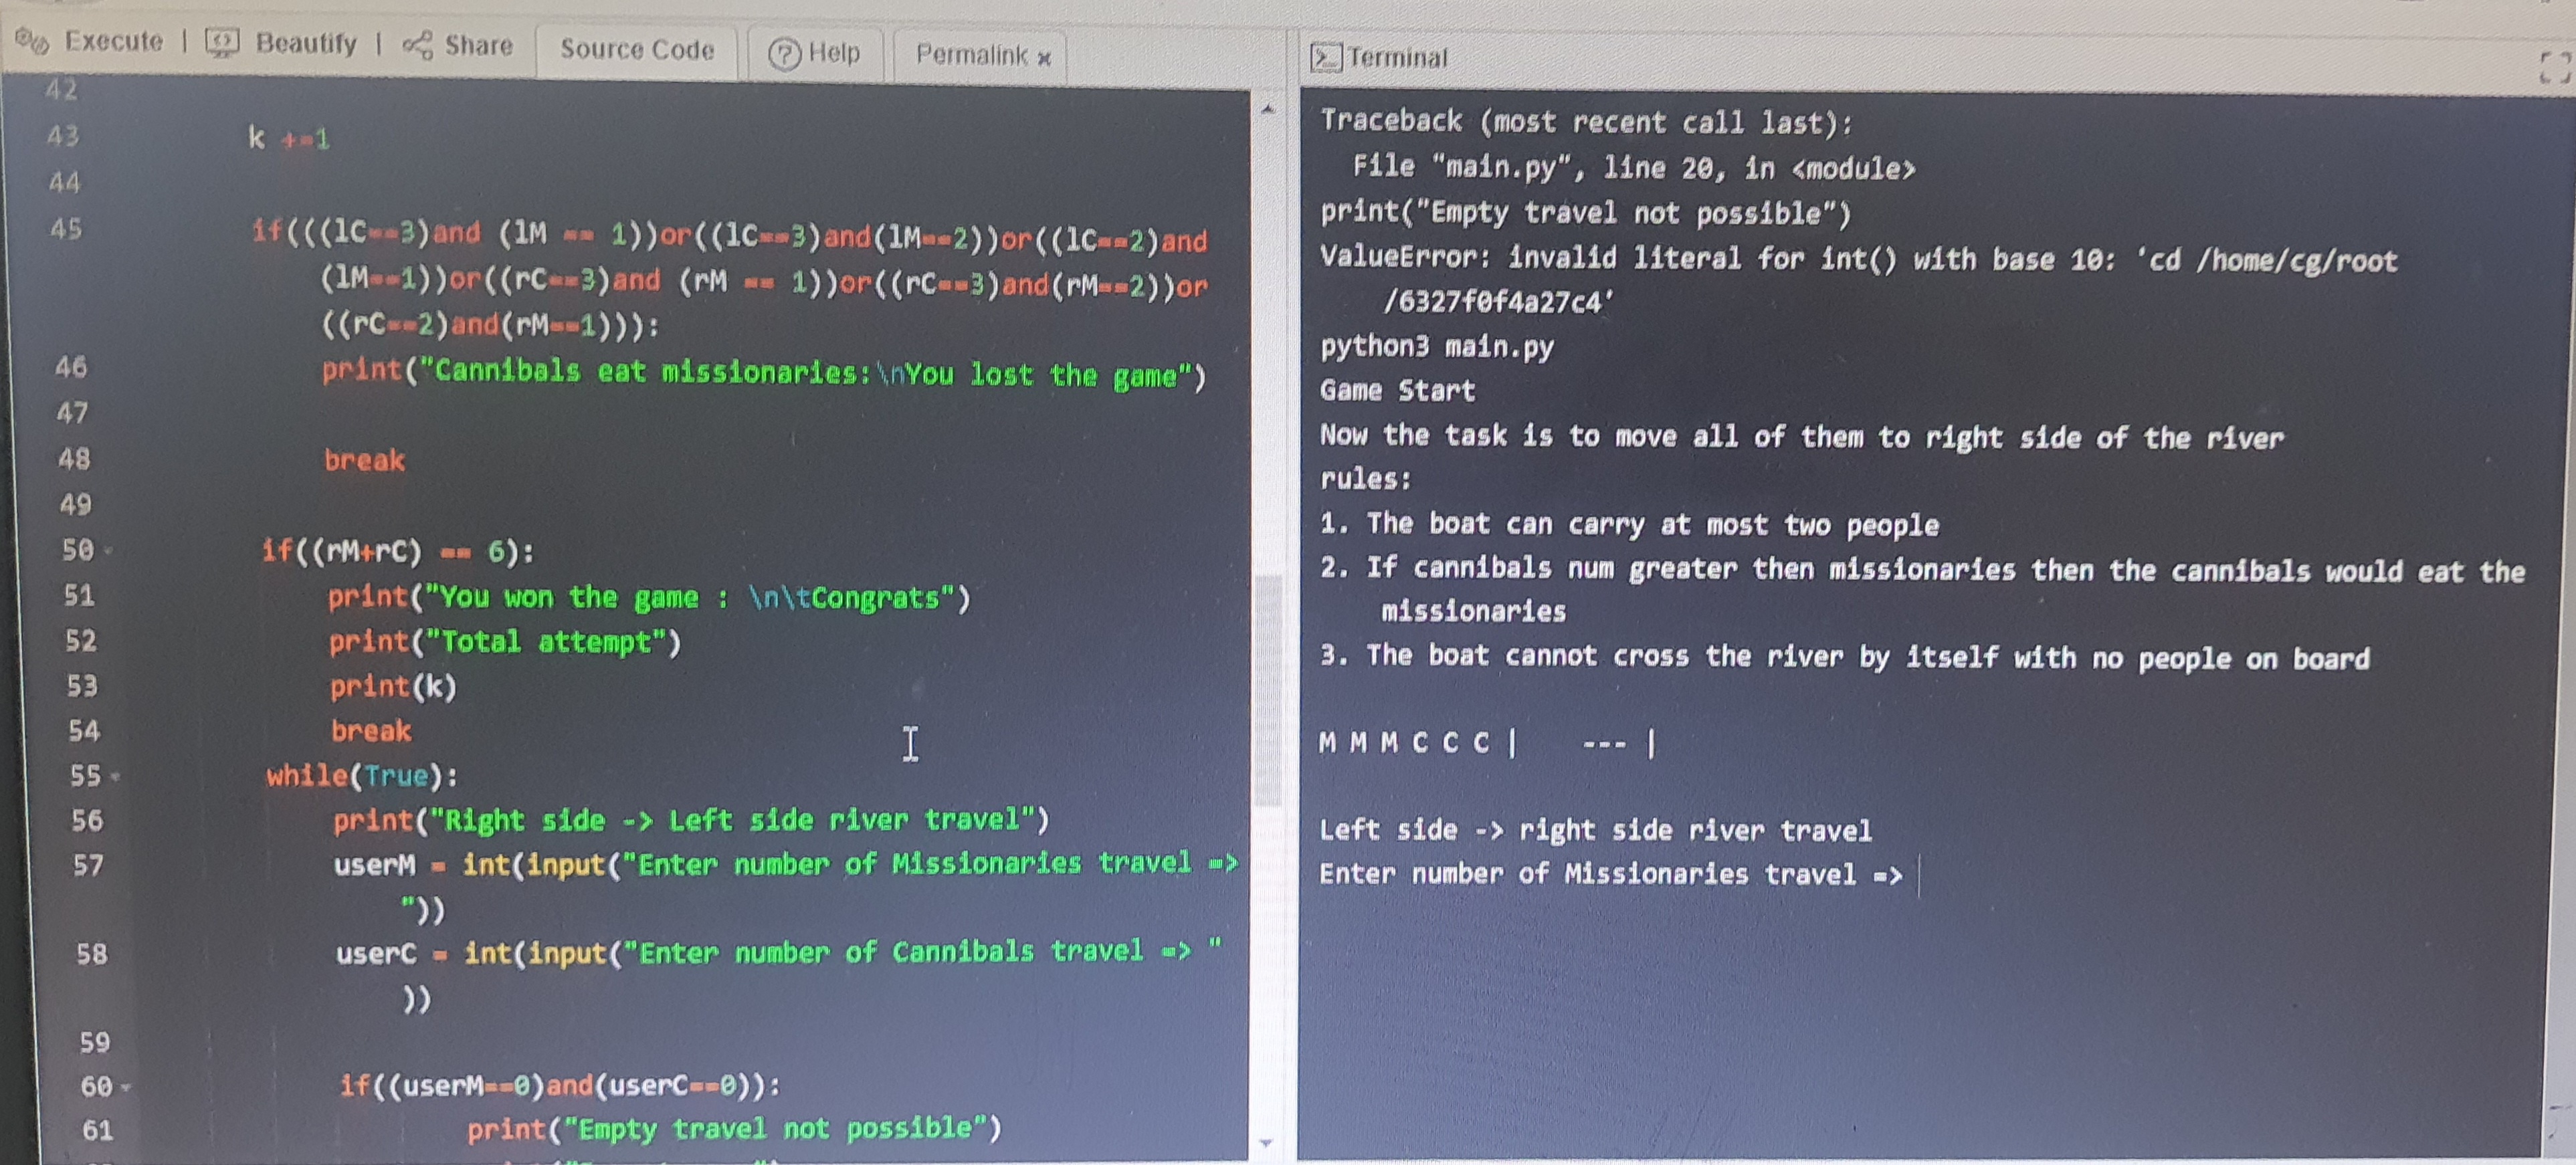 Execute | Beautify | Share Source Code Help Permalink x
42
43 k +=1
44
45 if(((lC==3)and (lM == 1))or((lC==3)and(lM==2))or((lC==2)and
(lM==1))or((rC==3)and (rM == 1))or((rC==3)and(rM==2))or
((rC==2)and(rM==1))):
46 print("Cannibals eat missionaries:\nYou lost the game")
47
48 break
49
50 if((rM+rC) == 6):
51 print("You won the game : \n\tCongrats")
52 print("Total attempt")
53 print(k)
54 break
55 while(True):
56 print("Right side -> Left side river travel")
57 userM = int(input("Enter number of Missionaries travel =>
"))
58 userC = int(input("Enter number of Cannibals travel => "
))
59
60 if((userM==0)and(userC==0)):
61 print("Empty travel not possible")
Terminal
Traceback (most recent call last):
File "main.py", line 20, in <module>
print("Empty travel not possible")
ValueError: invalid literal for int() with base 10: 'cd /home/cg/root
/6327f0f4a27c4'
python3 main.py
Game Start
Now the task is to move all of them to right side of the river
rules:
1. The boat can carry at most two people
2. If cannibals num greater then missionaries then the cannibals would eat the
missionaries
3. The boat cannot cross the river by itself with no people on board
M M M C C C | --- |
Left side -> right side river travel
Enter number of Missionaries travel =>